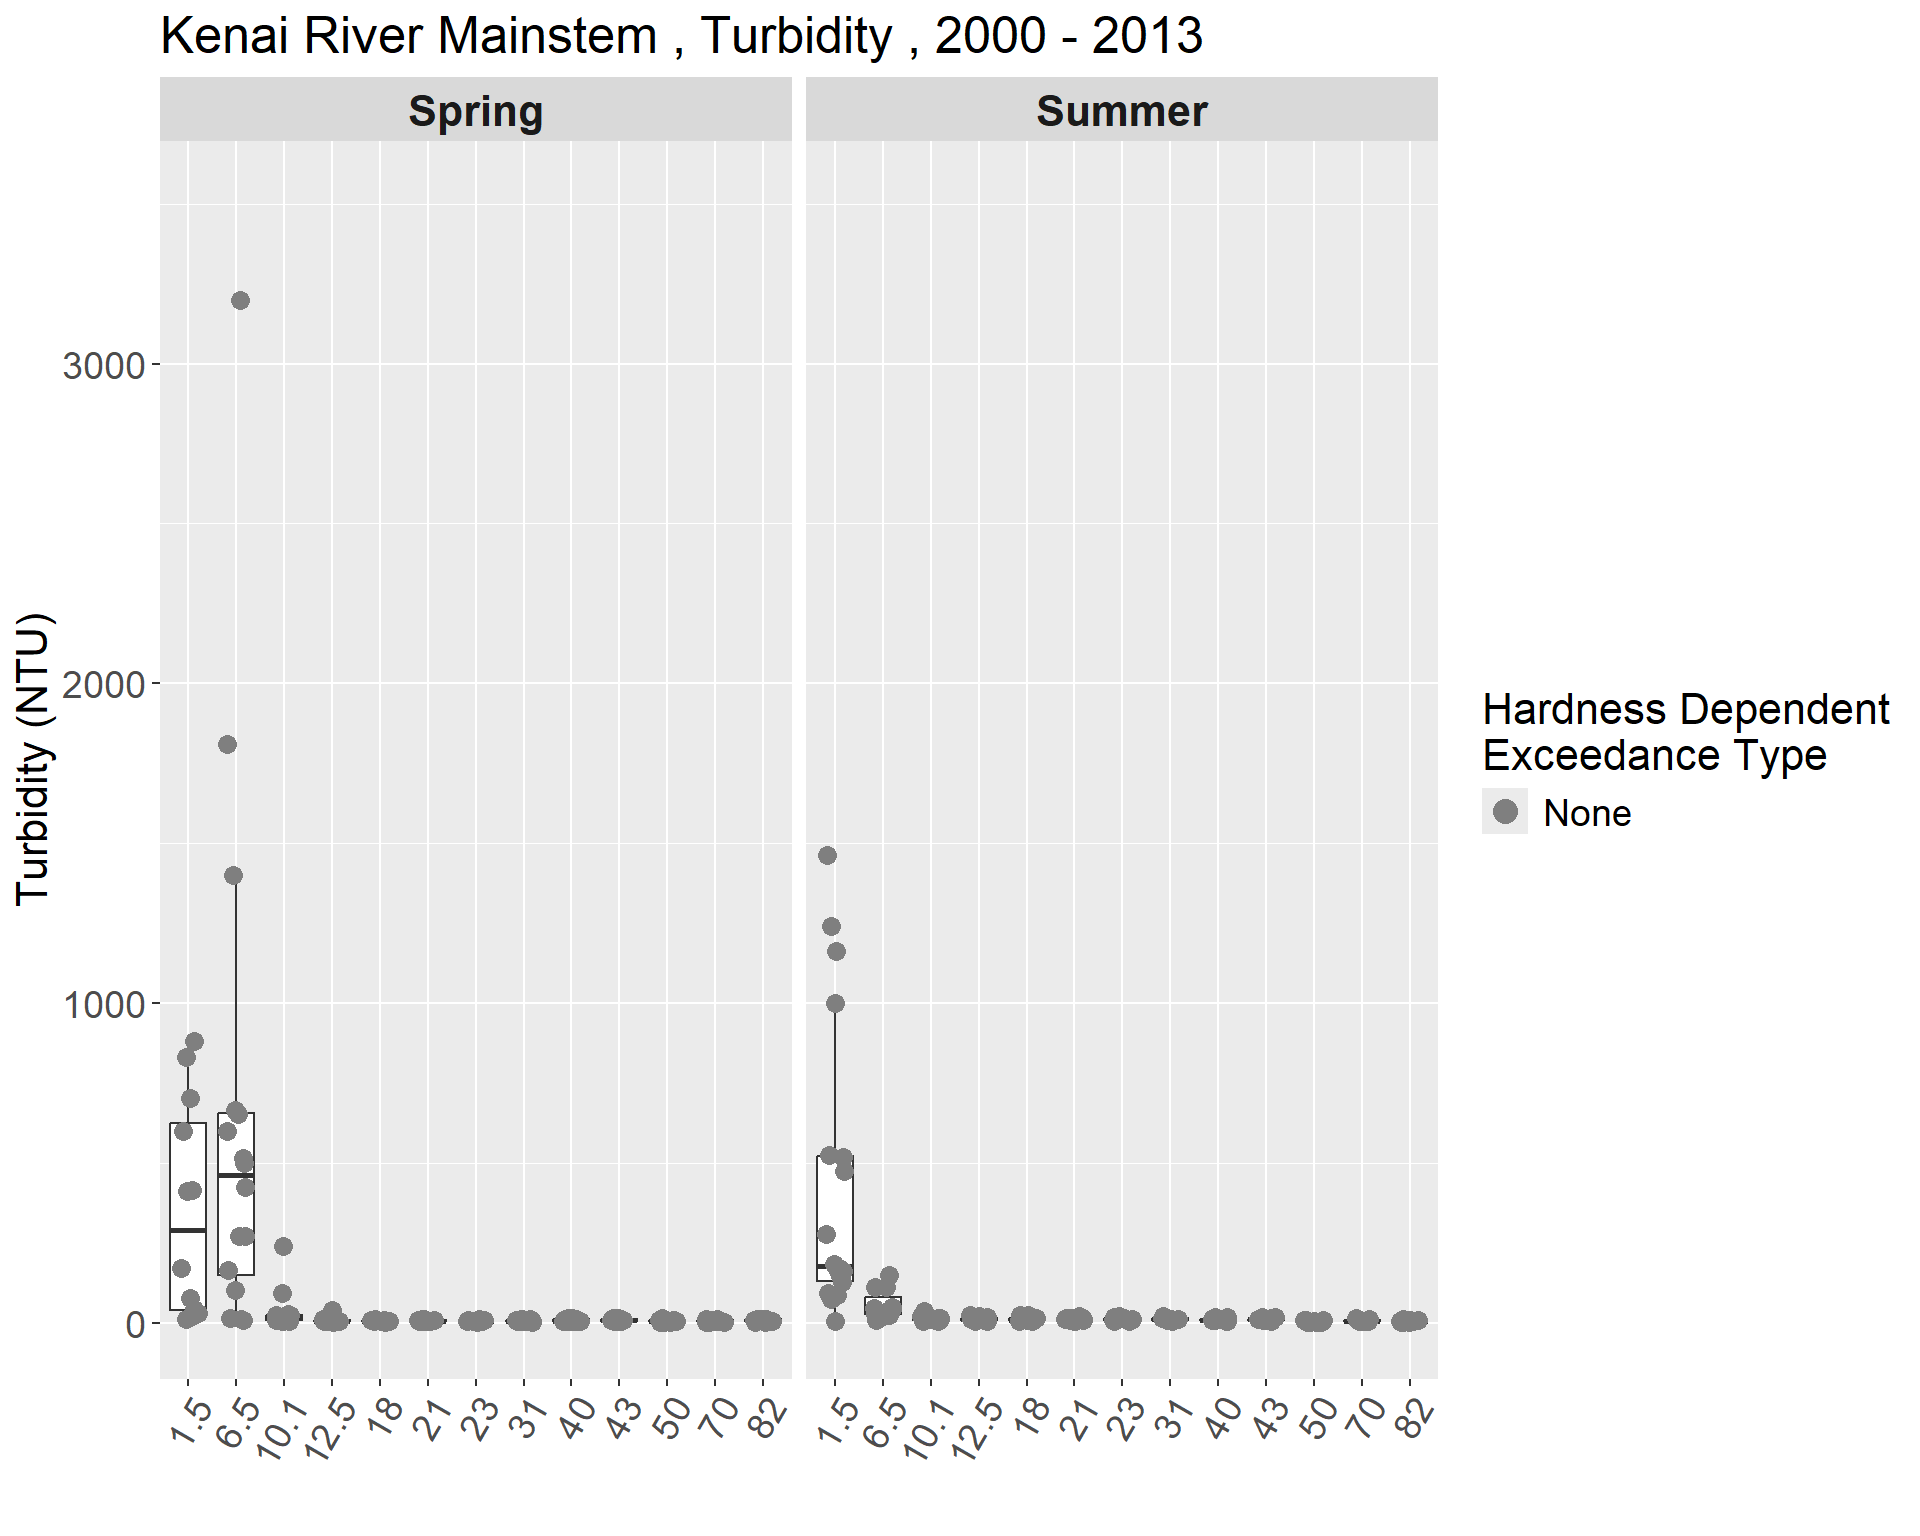 Kenai River Mainstem , Turbidity , 2000 - 2013
Spring
Summer
Turbidity (NTU)
3000
2000
1000
0
1.5 6.5 10.1 12.5 18 21 23 31 40 43 50 70 82
1.5 6.5 10.1 12.5 18 21 23 31 40 43 50 70 82
Hardness Dependent
Exceedance Type
None